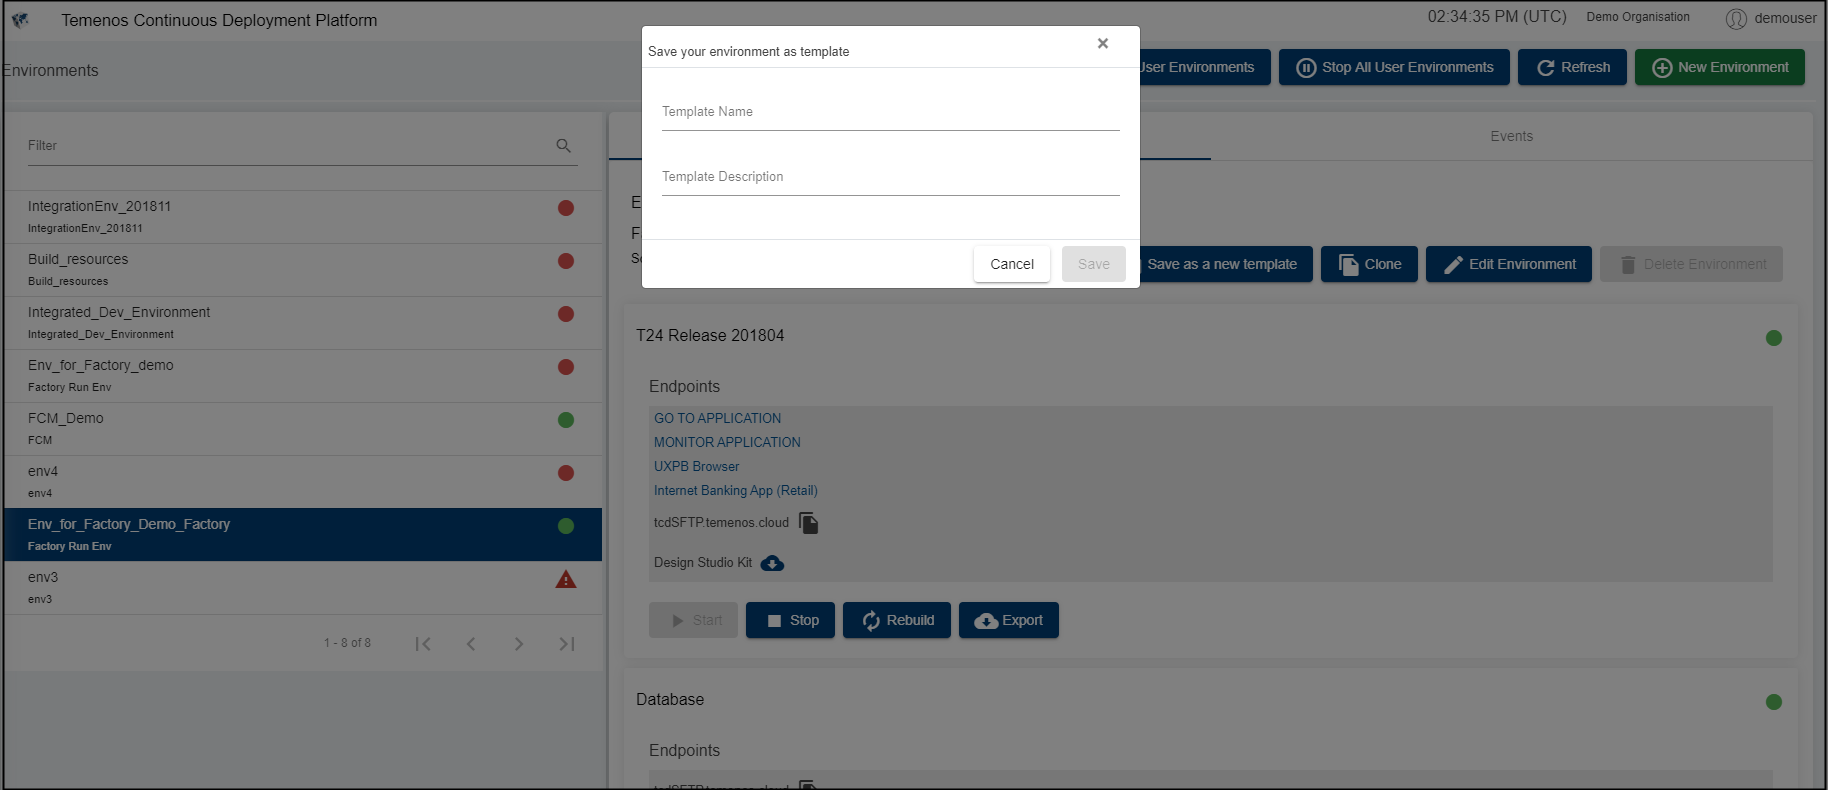 Temenos Continuous Deployment Platform
02:34:35 PM (UTC)
Demo Organisation
demouser
Environments
User Environments
Stop All User Environments
Refresh
New Environment
Save your environment as template
×
Template Name
Template Description
Cancel
Save
Filter
IntegrationEnv_201811
IntegrationEnv_201811
Build_resources
Build_resources
Integrated_Dev_Environment
Integrated_Dev_Environment
Env_for_Factory_demo
Factory Run Env
FCM_Demo
FCM
env4
env4
Env_for_Factory_Demo_Factory
Factory Run Env
env3
env3
1 - 8 of 8
Events
Save as a new template
Clone
Edit Environment
Delete Environment
T24 Release 201804
Endpoints
GO TO APPLICATION
MONITOR APPLICATION
UXPB Browser
Internet Banking App (Retail)
tcdSFTP.temenos.cloud
Design Studio Kit
Start
Stop
Rebuild
Export
Database
Endpoints
tcdSFTP.temenos.cloud